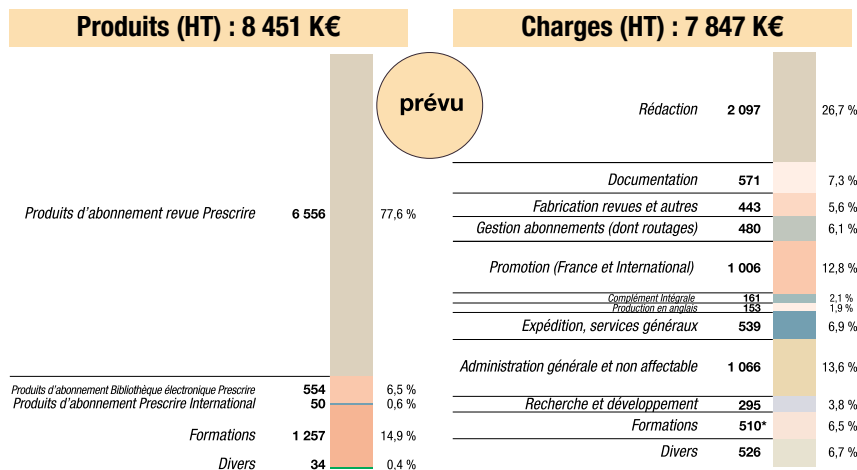 Produits (HT) : 8 451 K€
prévu
Produits d'abonnement revue Prescrire 6 556 77,6 %
Produits d'abonnement Bibliothèque électronique Prescrire 554 6,5 %
Produits d'abonnement Prescrire International 50 0,6 %
Formations 1 257 14,9 %
Divers 34 0,4 %
Charges (HT) : 7 847 K€
Rédaction 2 097 26,7 %
Documentation 571 7,3 %
Fabrication revues et autres 443 5,6 %
Gestion abonnements (dont routages) 480 6,1 %
Promotion (France et International) 1 006 12,8 %
Complément Intégrale 161 2,1 %
Production en anglais 153 1,9 %
Expédition, services généraux 539 6,9 %
Administration générale et non affectable 1 066 13,6 %
Recherche et développement 295 3,8 %
Formations 510* 6,5 %
Divers 526 6,7 %